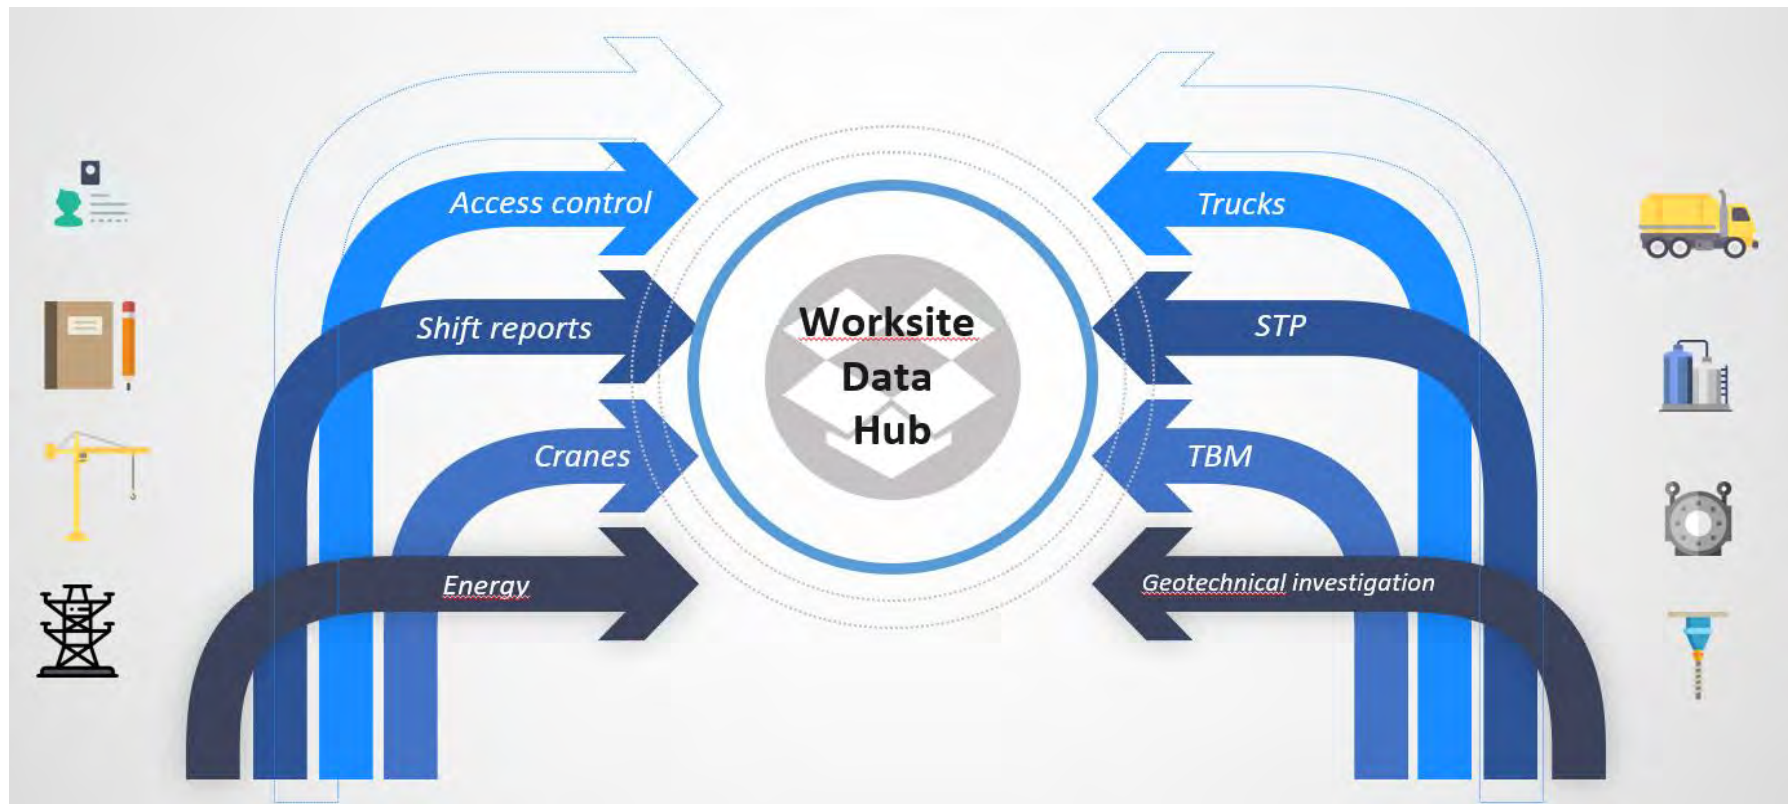 Access control
Shift reports
Cranes
Energy
Worksite
Data
Hub
Trucks
STP
TBM
Geotechnical investigation